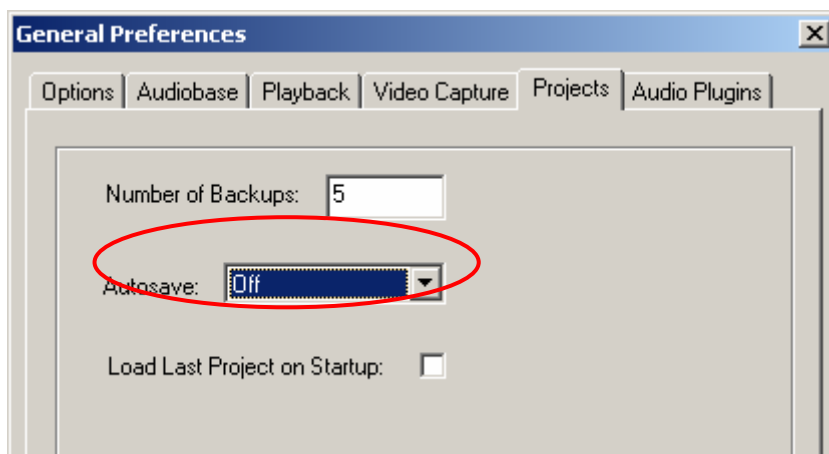 General Preferences
Options Audiobase Playback Video Capture Projects Audio Plugins
Number of Backups: 5
Autosave: Off
Load Last Project on Startup: